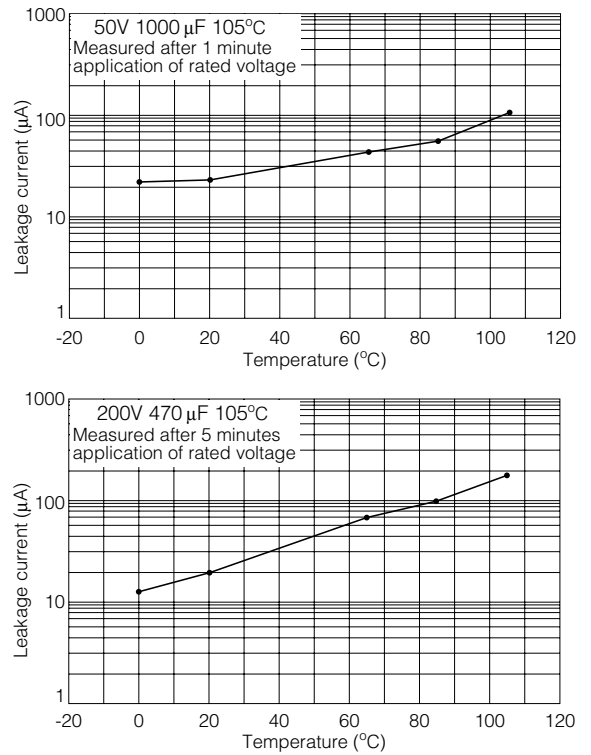 1000
50V 1000 µF 105°C
Measured after 1 minute
application of rated voltage
100
10
1
Leakage current (µA)
-20 0 20 40 60 80 100 120
Temperature (°C)
1000
200V 470 µF 105°C
Measured after 5 minutes
application of rated voltage
100
10
1
Leakage current (µA)
-20 0 20 40 60 80 100 120
Temperature (°C)